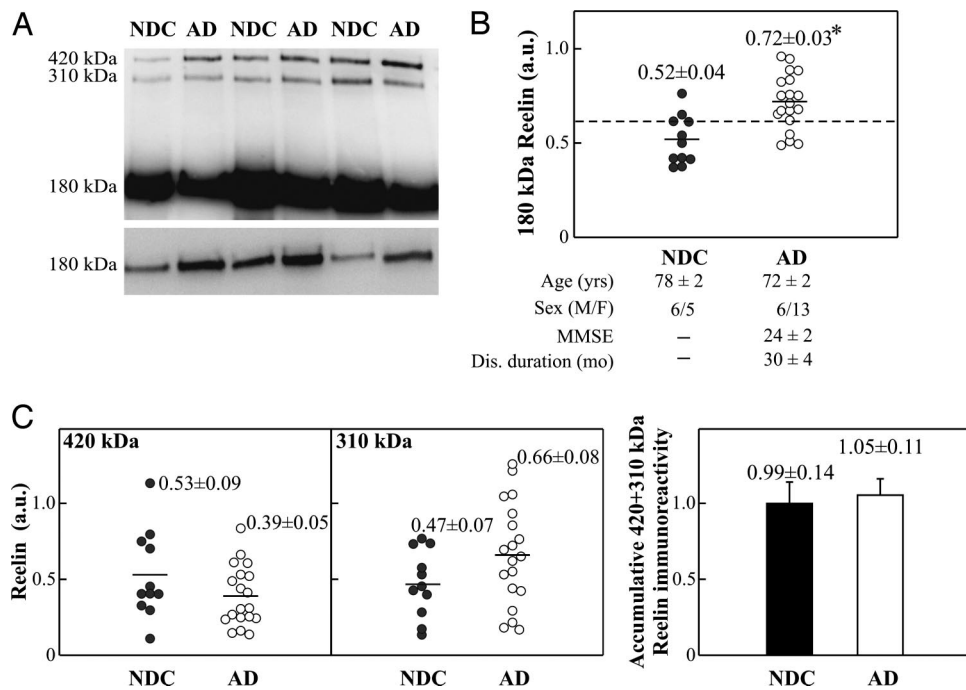 A
NDC AD NDC AD NDC AD
420 kDa
310 kDa
180 kDa
180 kDa
B
180 kDa Reelin (a.u.)
1.0
0.5
0
0.52±0.04
0.72±0.03*
NDC AD
Age (yrs) 78 ± 2 72 ± 2
Sex (M/F) 6/5 6/13
MMSE – 24 ± 2
Dis. duration (mo) – 30 ± 4
C
Reelin (a.u.)
1.0
0.5
0
420 kDa
0.53±0.09
0.39±0.05
NDC AD
310 kDa
0.47±0.07
0.66±0.08
NDC AD
Accumulative 420+310 kDa
Reelin immunoreactivity
1.0
0.5
0
0.99±0.14
1.05±0.11
NDC AD